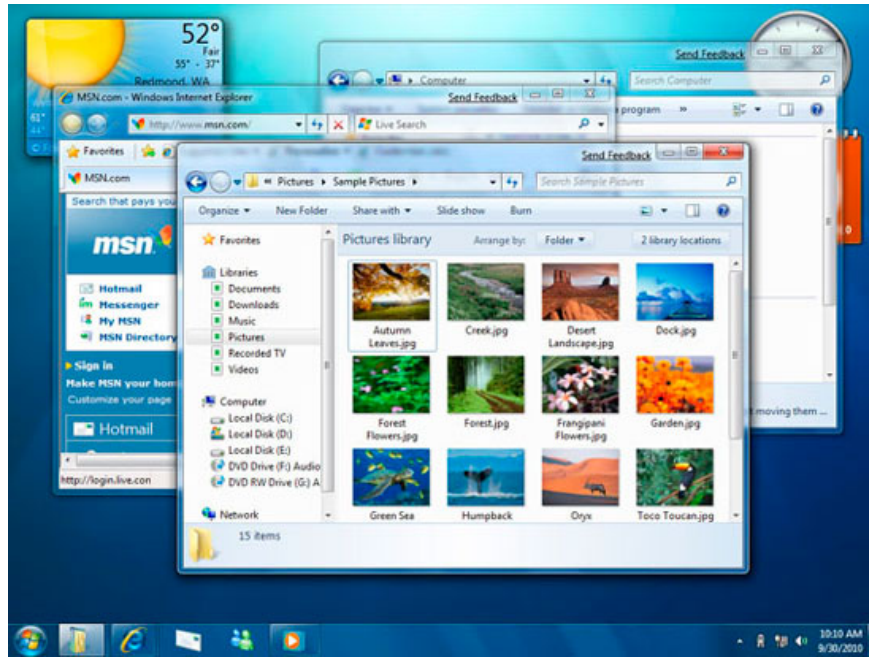 52°
Fair
55° - 37°
Redmond, WA
61°
44°
MSN.com - Windows Internet Explorer
Send Feedback
http://www.msn.com/
Live Search
Favorites
MSN.com
Search that pays you
msn
Hotmail
Messenger
My MSN
MSN Directory
Sign in
Make MSN your hom
Customize your page
Hotmail
http://login.live.con
Send Feedback
Computer
Search Computer
program »
t moving them ...
Send Feedback
« Pictures Sample Pictures
Search Sample Pictures
Organize New Folder Share with Slide show Burn
Favorites
Libraries
Documents
Downloads
Music
Pictures
Recorded TV
Videos
Computer
Local Disk (C:)
Local Disk (D:)
Local Disk (E:)
DVD Drive (F:) Audio
DVD RW Drive (G:) A
Network
Pictures library
Arrange by: Folder
2 library locations
Autumn
Leaves.jpg
Creek.jpg
Desert
Landscape.jpg
Dock.jpg
Forest
Flowers.jpg
Forest.jpg
Frangipani
Flowers.jpg
Garden.jpg
Green Sea
Humpback
Oryx
Toco Toucan.jpg
15 items
10:10 AM
9/30/2010